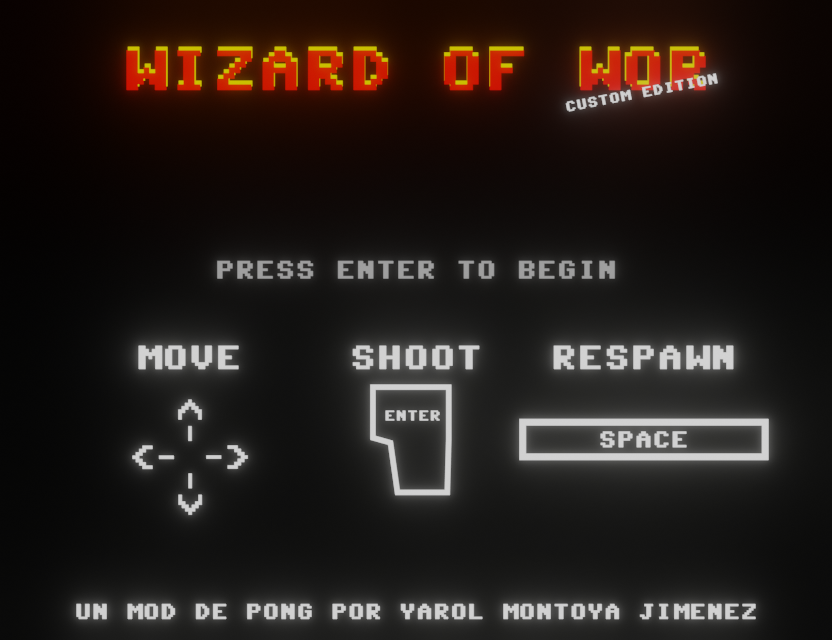 WIZARD OF WOR
CUSTOM EDITION
PRESS ENTER TO BEGIN
MOVE SHOOT RESPAWN
ENTER
SPACE
UN MOD DE PONG POR YAROL MONTOYA JIMENEZ